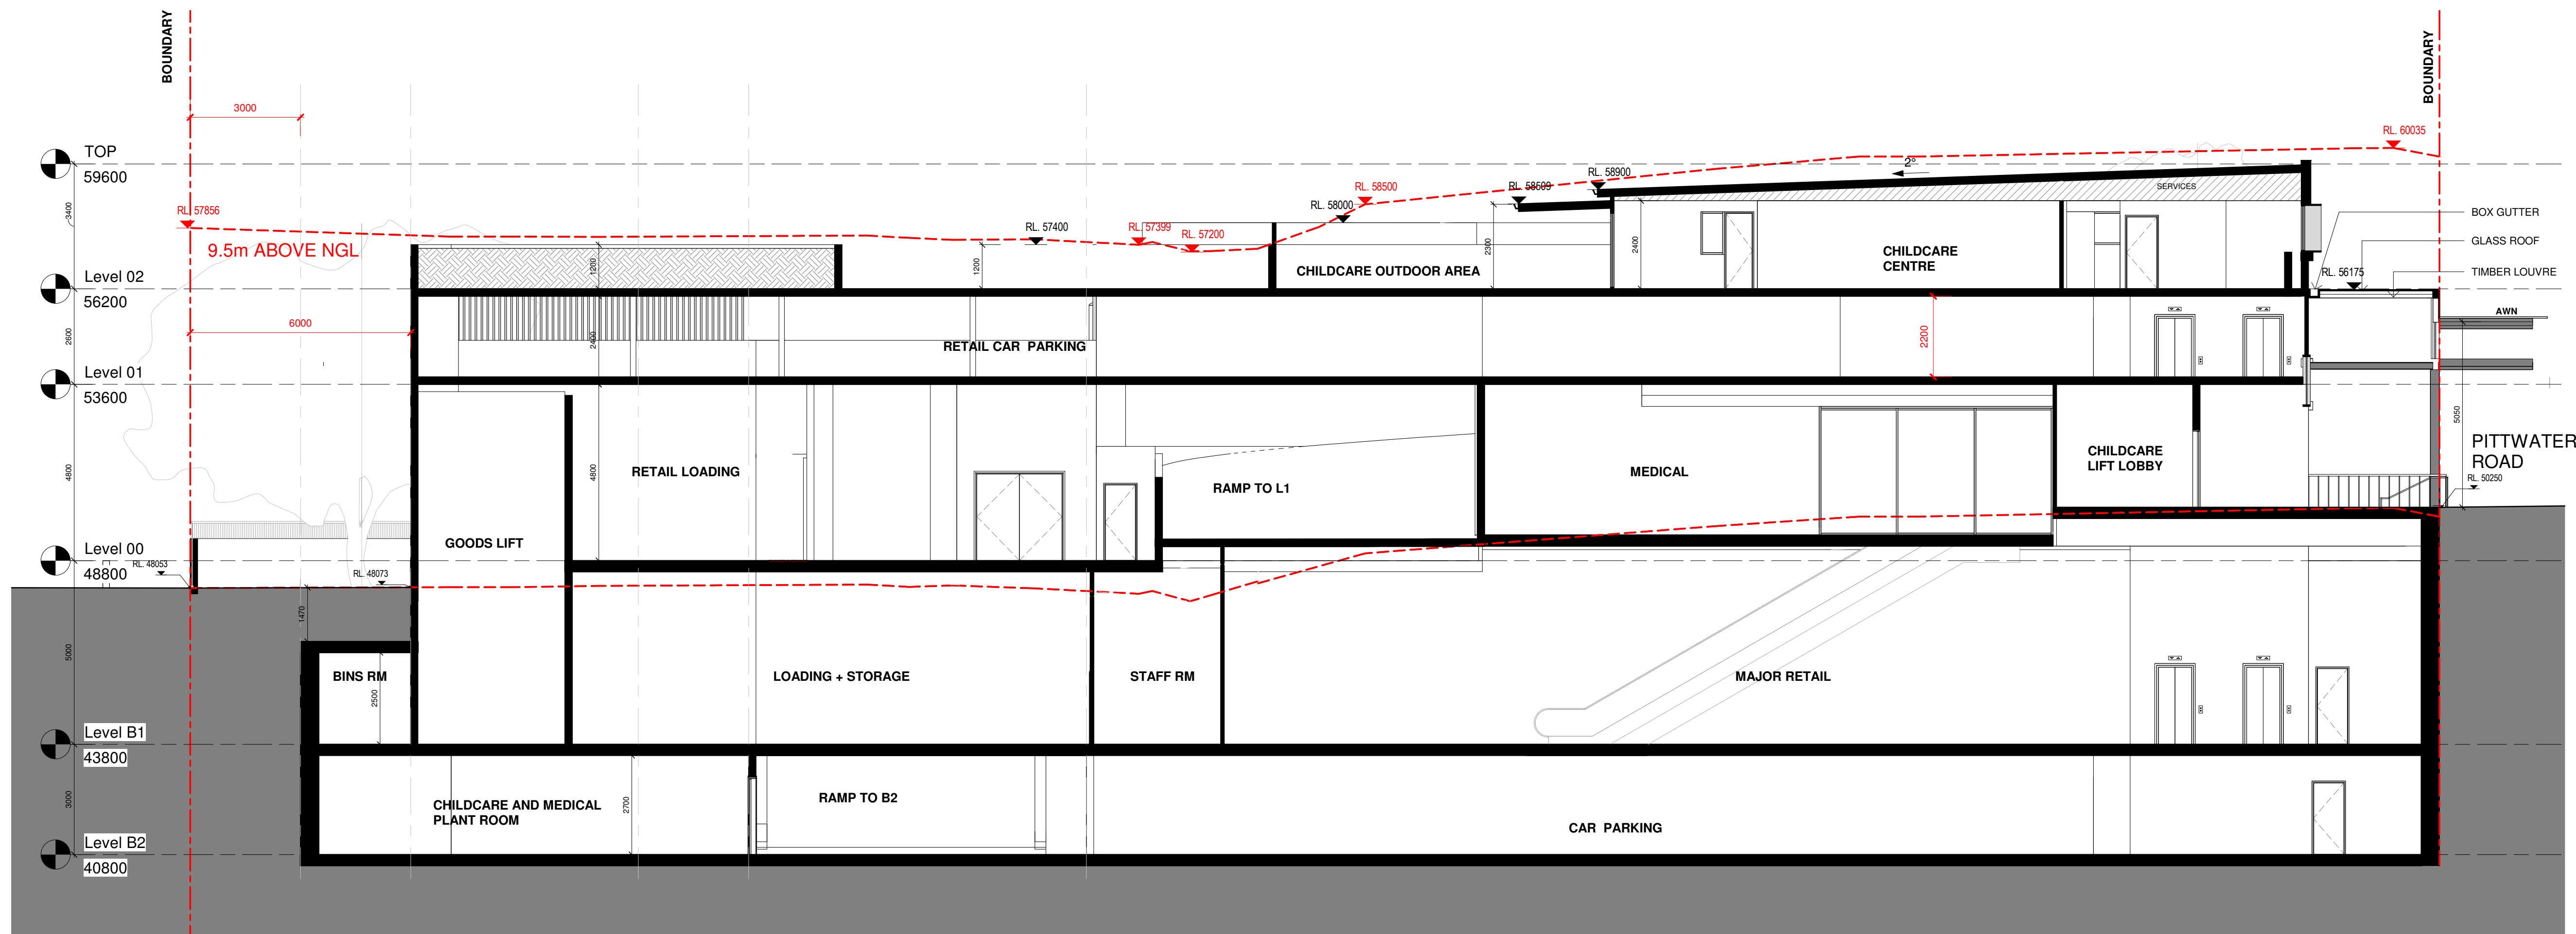 BOUNDARY
BOUNDARY
3000
RL. 60035
TOP
59600
2°
RL. 58900
RL. 58699
SERVICES
RL. 58500
RL. 58000
RL. 57856
3400
9.5m ABOVE NGL
RL. 57400
RL. 57399
RL. 57200
BOX GUTTER
GLASS ROOF
TIMBER LOUVRE
CHILDCARE
CENTRE
CHILDCARE OUTDOOR AREA
1200
1200
2300
2400
RL. 56175
Level 02
56200
AWN
6000
2600
2400
RETAIL CAR PARKING
2200
Level 01
53600
5050
PITTWATER
ROAD
RL. 50250
4800
4800
RETAIL LOADING
RAMP TO L1
MEDICAL
CHILDCARE
LIFT LOBBY
GOODS LIFT
Level 00
48800
RL. 48053
RL. 48073
1470
5000
BINS RM
2500
LOADING + STORAGE
STAFF RM
MAJOR RETAIL
Level B1
43800
3000
CHILDCARE AND MEDICAL
PLANT ROOM
2700
RAMP TO B2
CAR PARKING
Level B2
40800